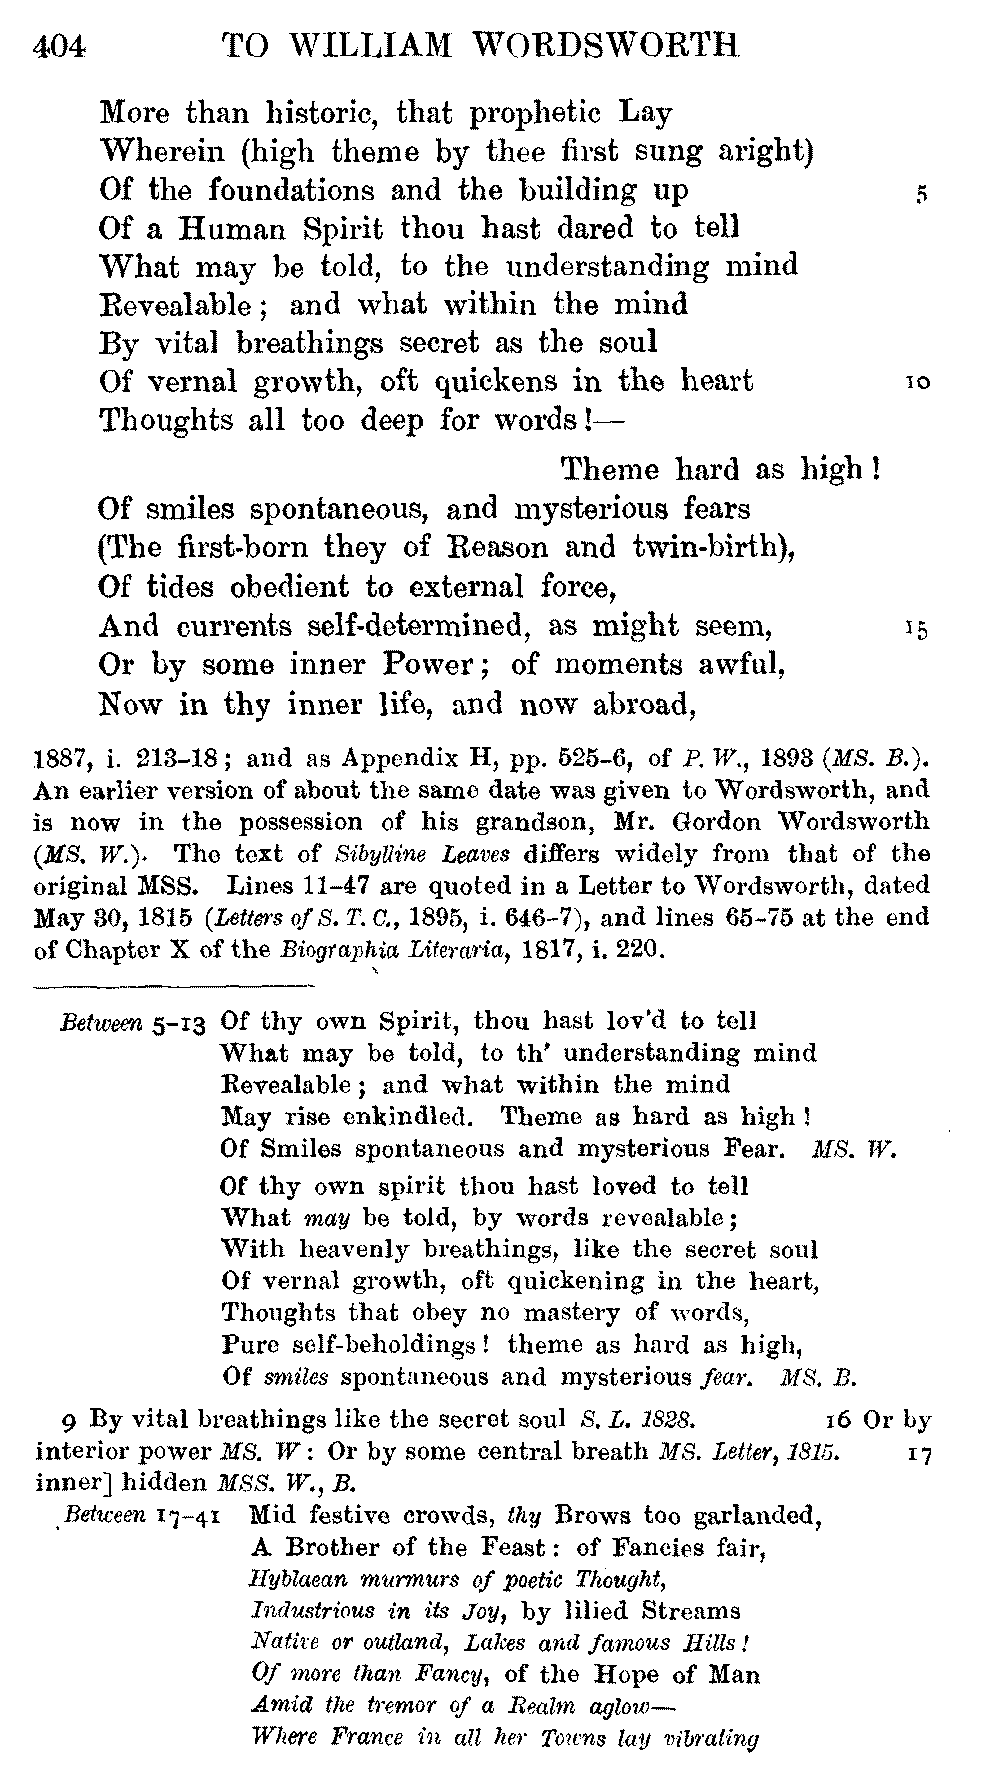 404 TO WILLIAM WORDSWORTH
More than historic, that prophetic Lay
Wherein (high theme by thee first sung aright)
Of the foundations and the building up 5
Of a Human Spirit thou hast dared to tell
What may be told, to the understanding mind
Revealable; and what within the mind
By vital breathings secret as the soul
Of vernal growth, oft quickens in the heart 10
Thoughts all too deep for words!—
Theme hard as high!
Of smiles spontaneous, and mysterious fears
(The first-born they of Reason and twin-birth),
Of tides obedient to external force,
And currents self-determined, as might seem, 15
Or by some inner Power; of moments awful,
Now in thy inner life, and now abroad,
1887, i. 213-18; and as Appendix H, pp. 525-6, of P. W., 1893 (MS. B.).
An earlier version of about the same date was given to Wordsworth, and
is now in the possession of his grandson, Mr. Gordon Wordsworth
(MS. W.). The text of Sibylline Leaves differs widely from that of the
original MSS. Lines 11-47 are quoted in a Letter to Wordsworth, dated
May 30, 1815 (Letters of S. T. C., 1895, i. 646-7), and lines 65-75 at the end
of Chapter X of the Biographia Literaria, 1817, i. 220.
Between 5-13 Of thy own Spirit, thou hast lov'd to tell
What may be told, to th' understanding mind
Revealable; and what within the mind
May rise enkindled. Theme as hard as high!
Of Smiles spontaneous and mysterious Fear. MS. W.
Of thy own spirit thou hast loved to tell
What may be told, by words revealable;
With heavenly breathings, like the secret soul
Of vernal growth, oft quickening in the heart,
Thoughts that obey no mastery of words,
Pure self-beholdings! theme as hard as high,
Of smiles spontaneous and mysterious fear. MS. B.
9 By vital breathings like the secret soul S. L. 1828. 16 Or by
interior power MS. W: Or by some central breath MS. Letter, 1815. 17
inner] hidden MSS. W., B.
Between 17-41 Mid festive crowds, thy Brows too garlanded,
A Brother of the Feast: of Fancies fair,
Hyblaean murmurs of poetic Thought,
Industrious in its Joy, by lilied Streams
Native or outland, Lakes and famous Hills!
Of more than Fancy, of the Hope of Man
Amid the tremor of a Realm aglow—
Where France in all her Towns lay vibrating